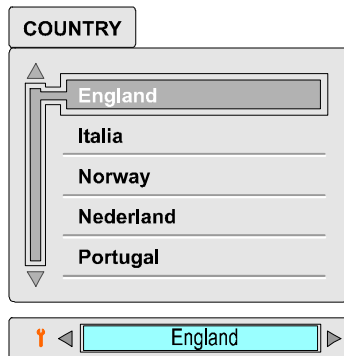 COUNTRY
England
Italia
Norway
Nederland
Portugal
England